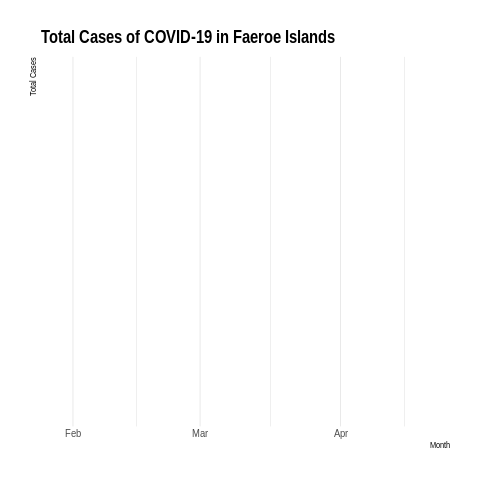 Total Cases of COVID-19 in Faeroe Islands
Total Cases
Feb Mar Apr
Month